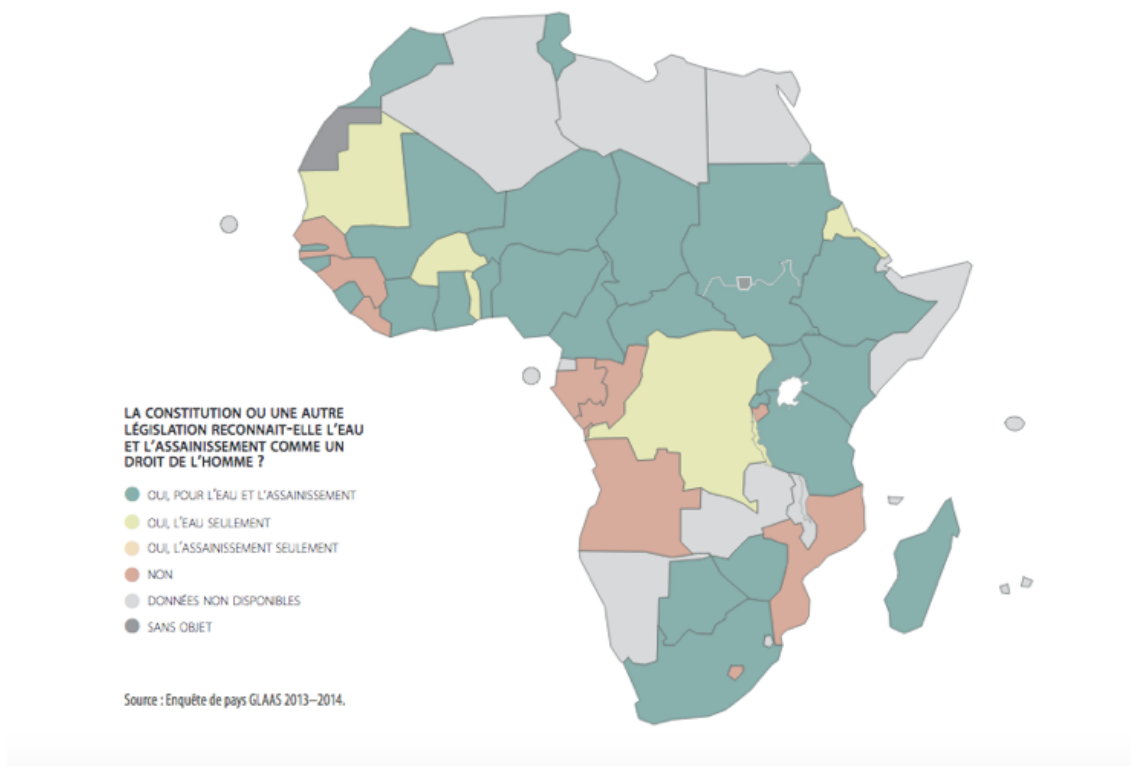 LA CONSTITUTION OU UNE AUTRE
LÉGISLATION RECONNAIT-ELLE L'EAU
ET L'ASSAINISSEMENT COMME UN
DROIT DE L'HOMME ?
OUI, POUR L'EAU ET L'ASSAINISSEMENT
OUI, L'EAU SEULEMENT
OUI, L'ASSAINISSEMENT SEULEMENT
NON
DONNÉES NON DISPONIBLES
SANS OBJET
Source : Enquête de pays GLAAS 2013–2014.